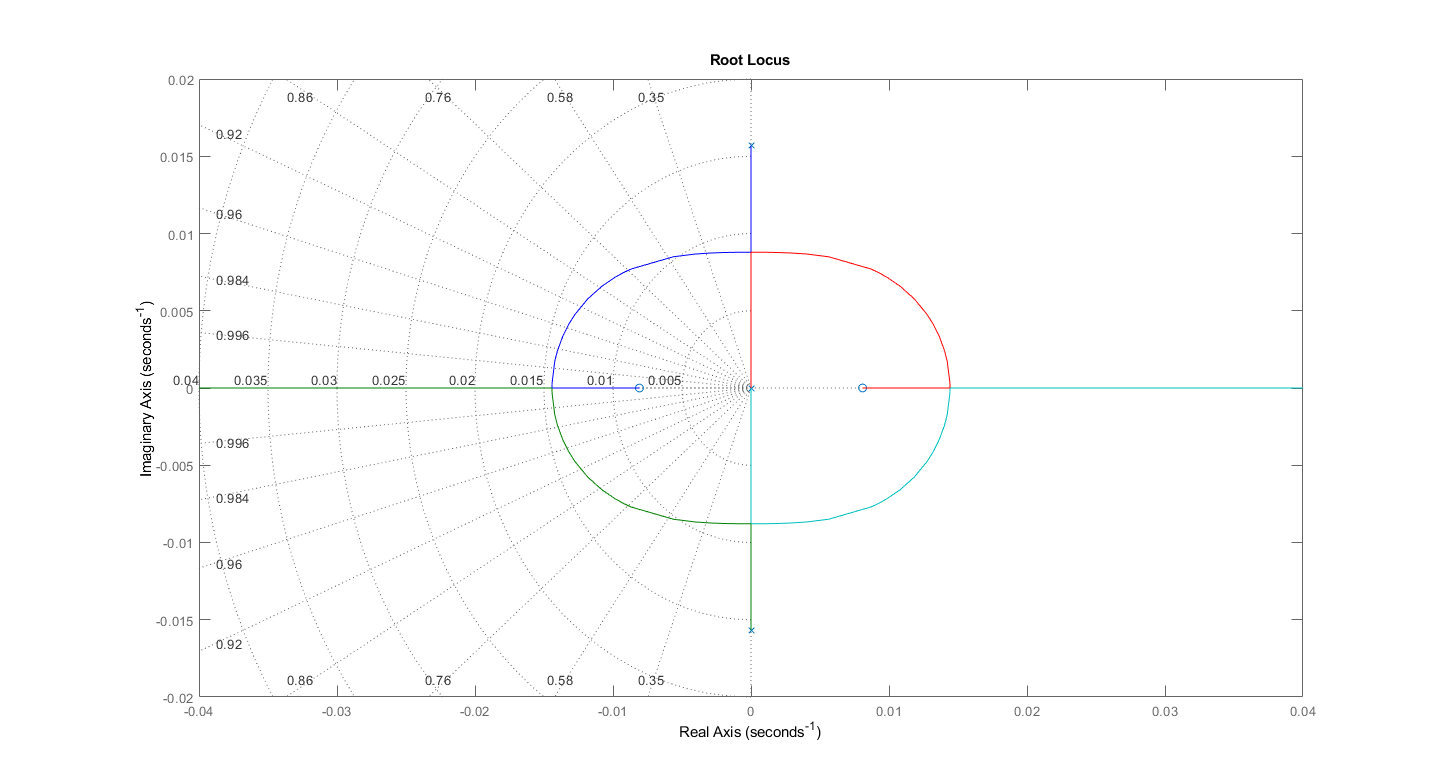 Root Locus
0.02
0.86 0.76 0.58 0.35
0.92
0.015
0.96
0.01
0.984
0.005
0.996
0.04 0.035 0.03 0.025 0.02 0.015 0.01 0.005
0
0.996
-0.005
0.984
-0.01
0.96
-0.015
0.92
0.86 0.76 0.58 0.35
-0.02
Imaginary Axis (seconds-1)
-0.04 -0.03 -0.02 -0.01 0 0.01 0.02 0.03 0.04
Real Axis (seconds-1)